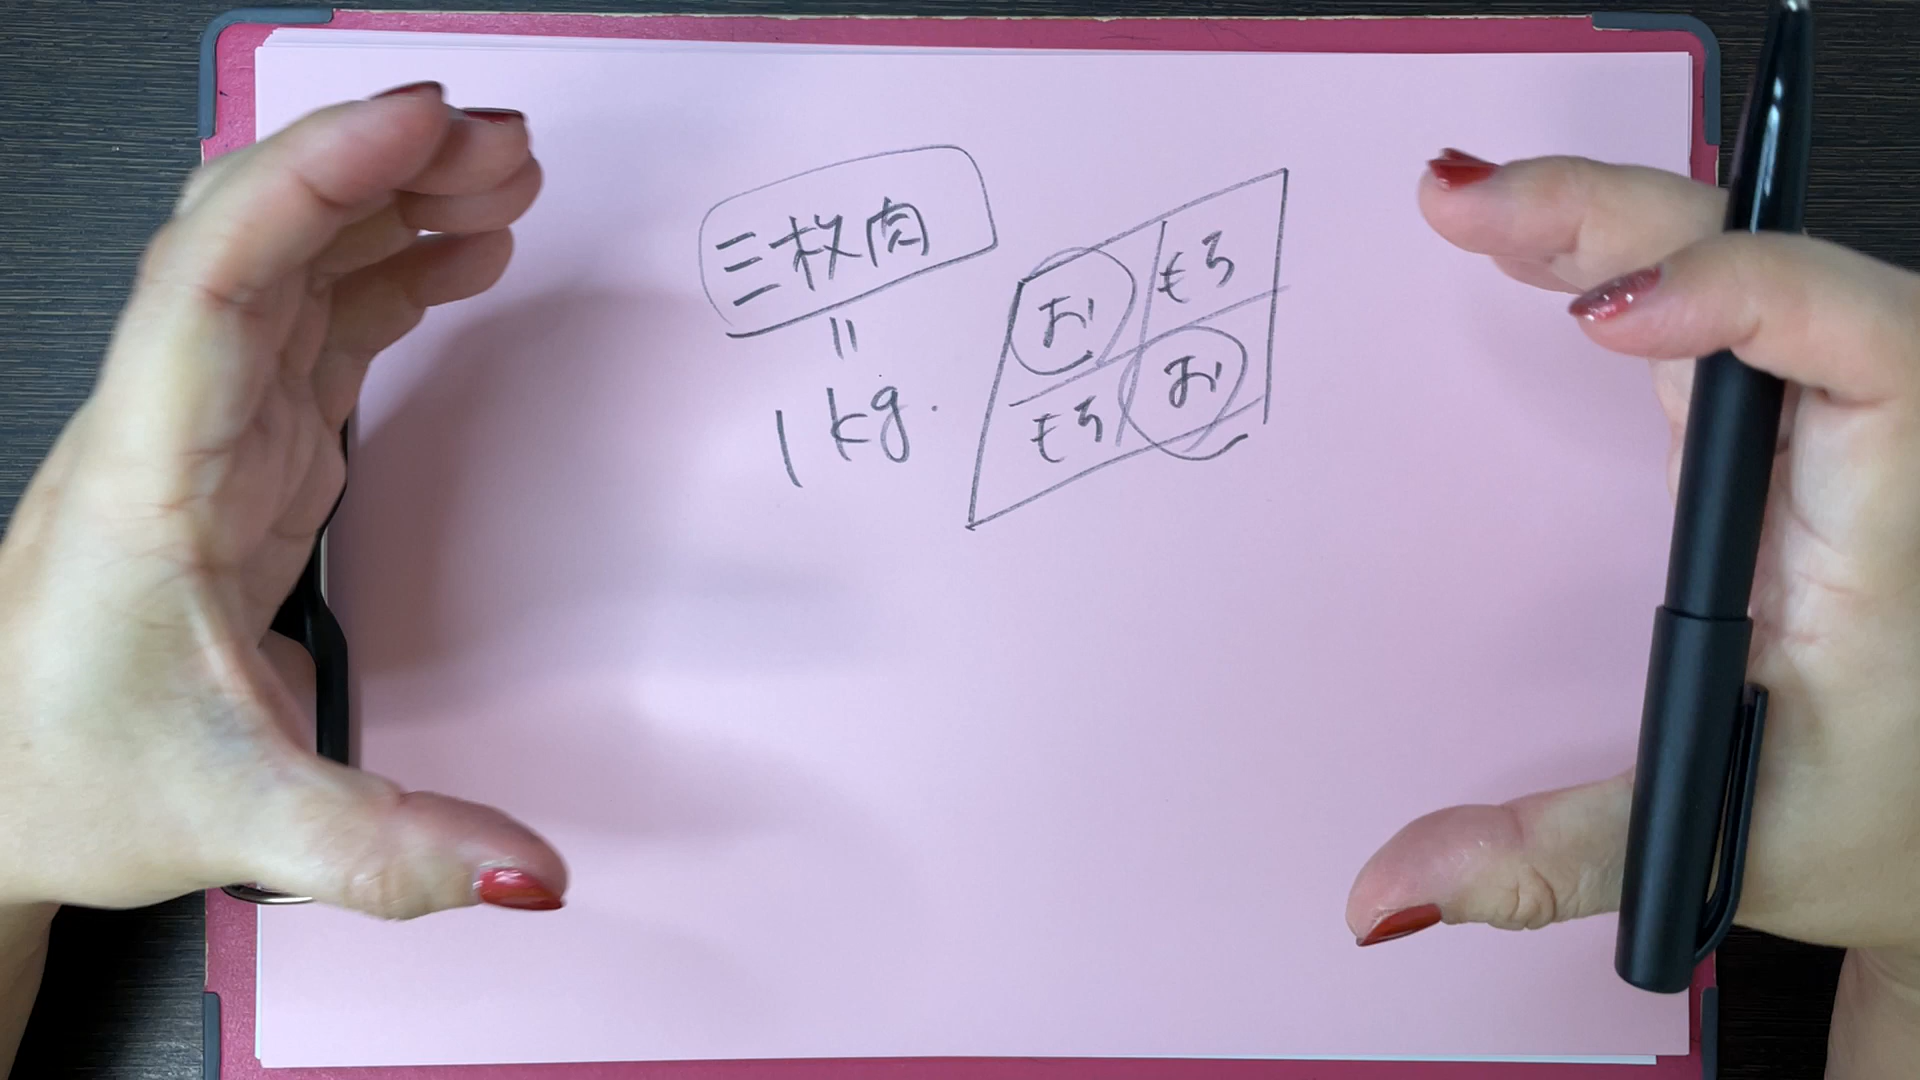 三枚肉
=
1kg.
お もろ
もろ お